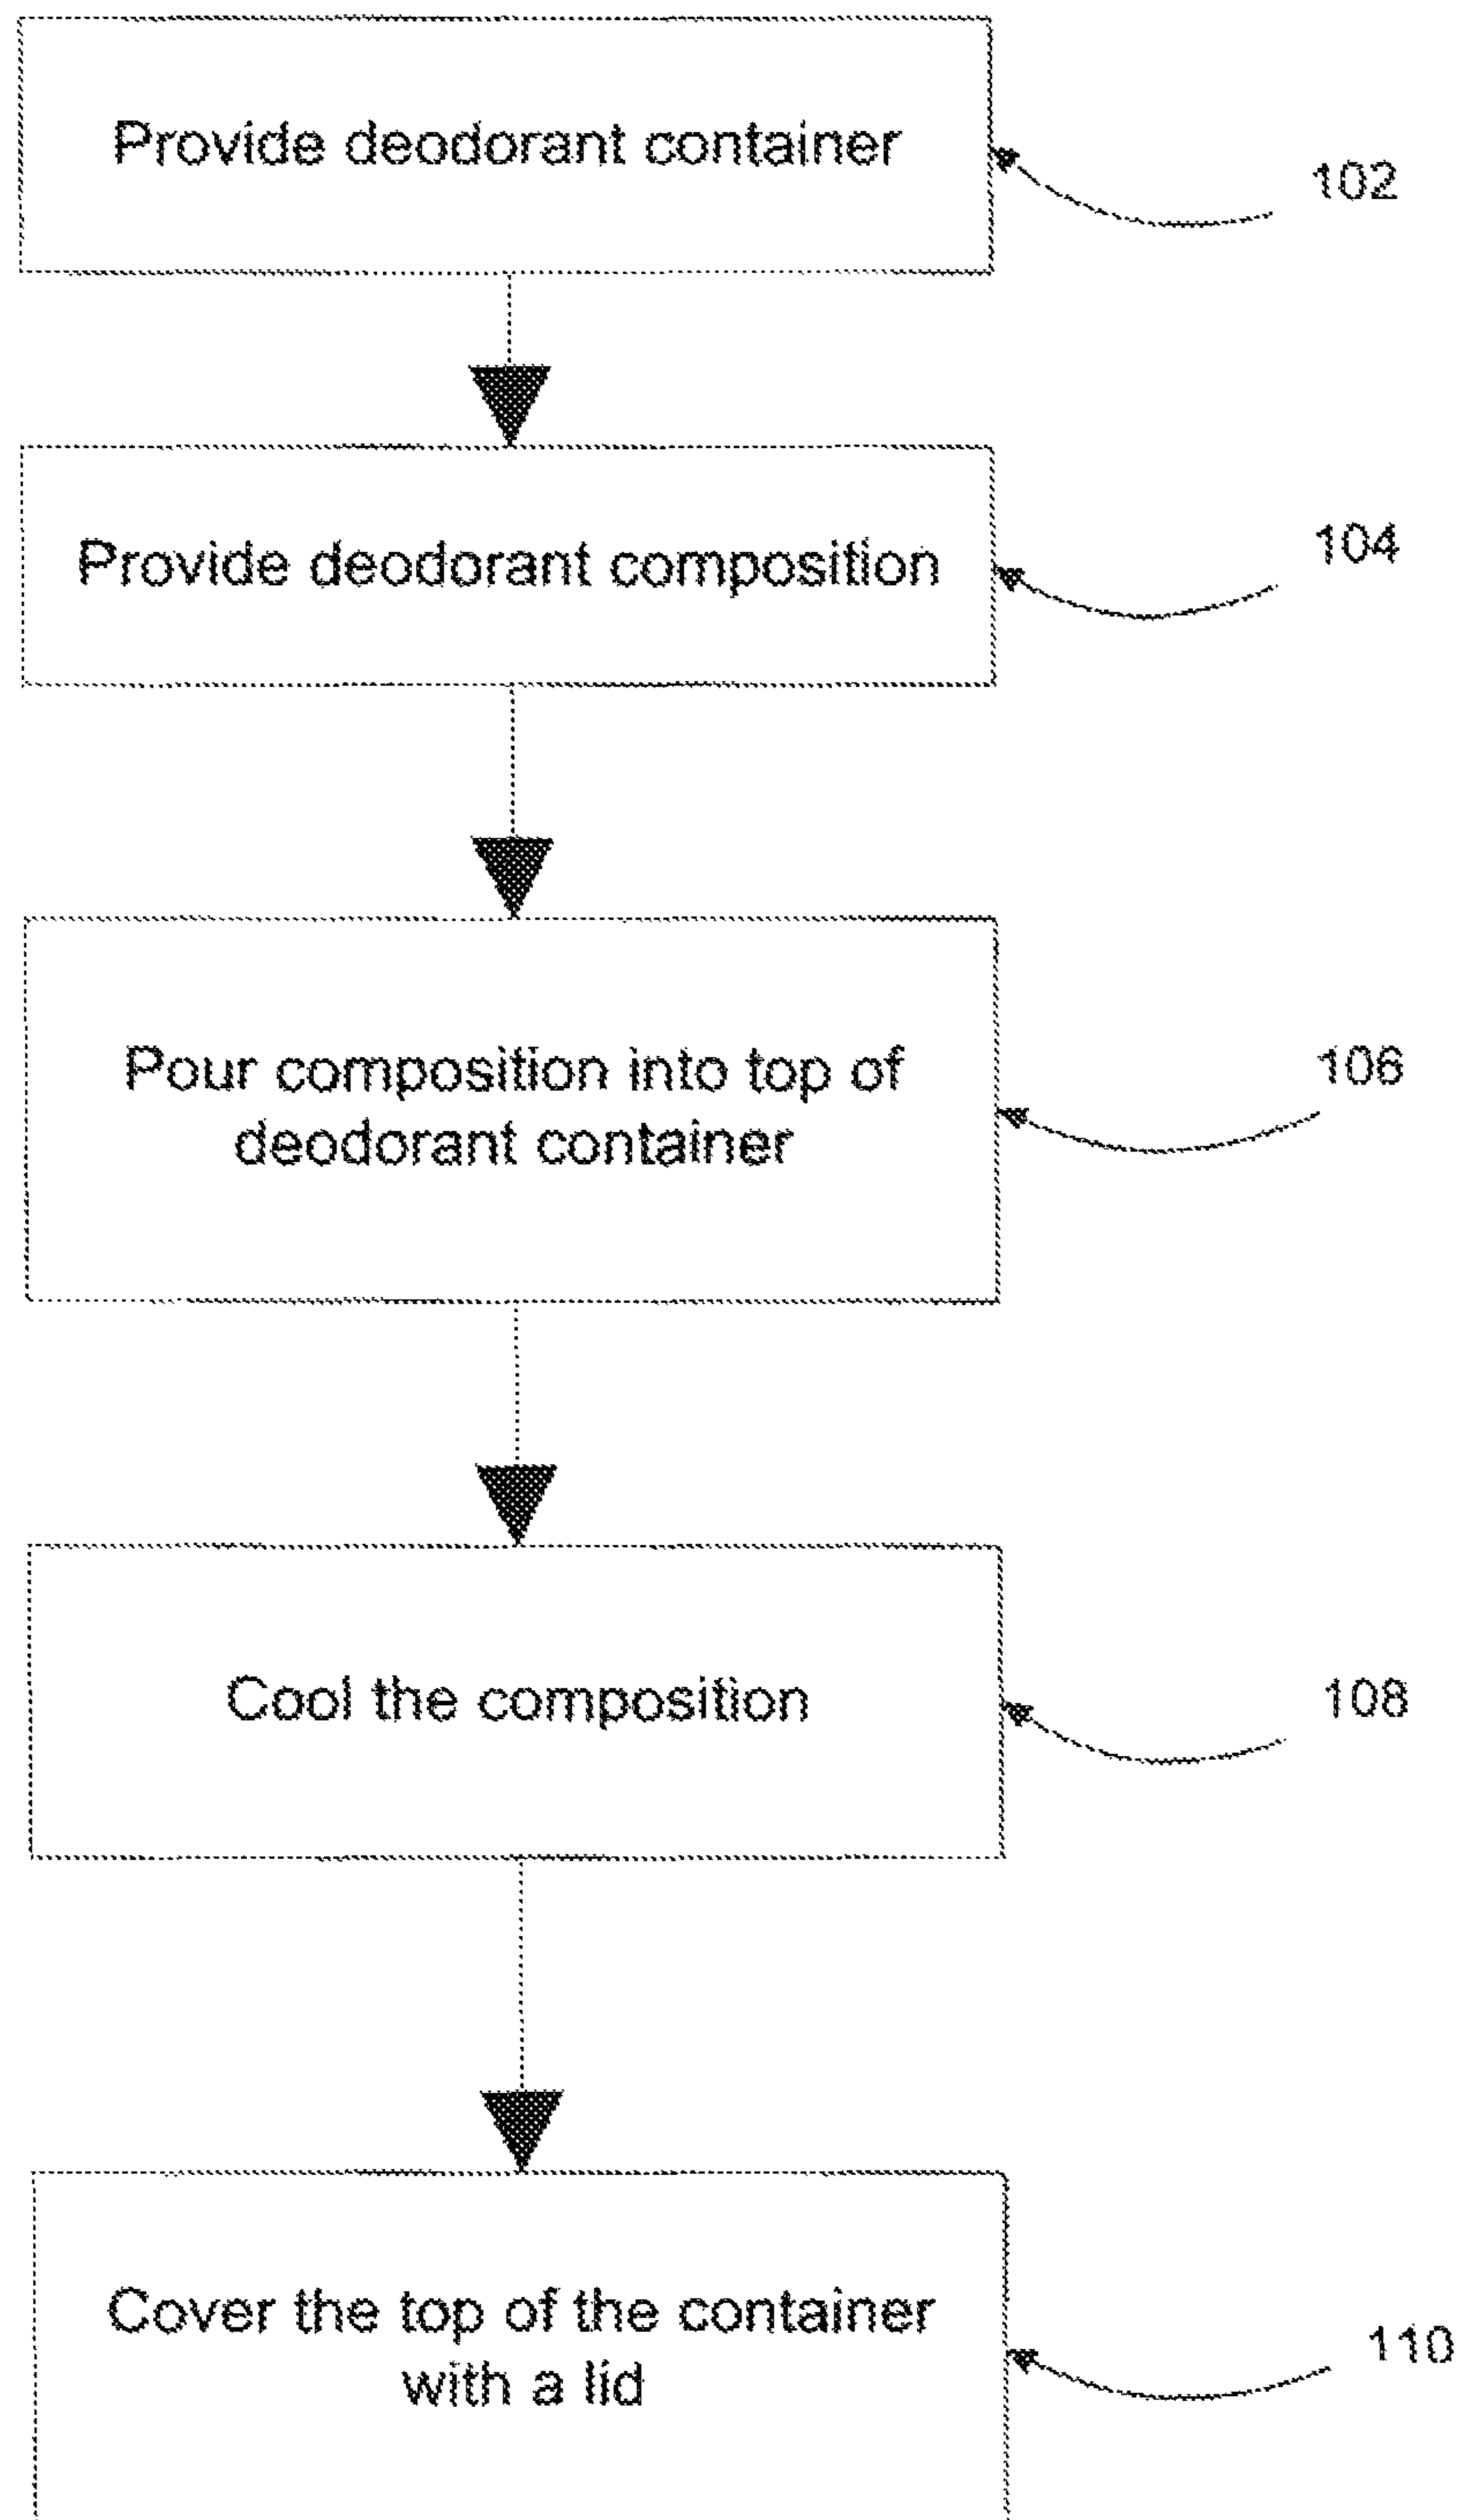 Provide deodorant container
102
Provide deodorant composition
104
Pour composition into top of
deodorant container
106
Cool the composition
108
Cover the top of the container
with a lid
110